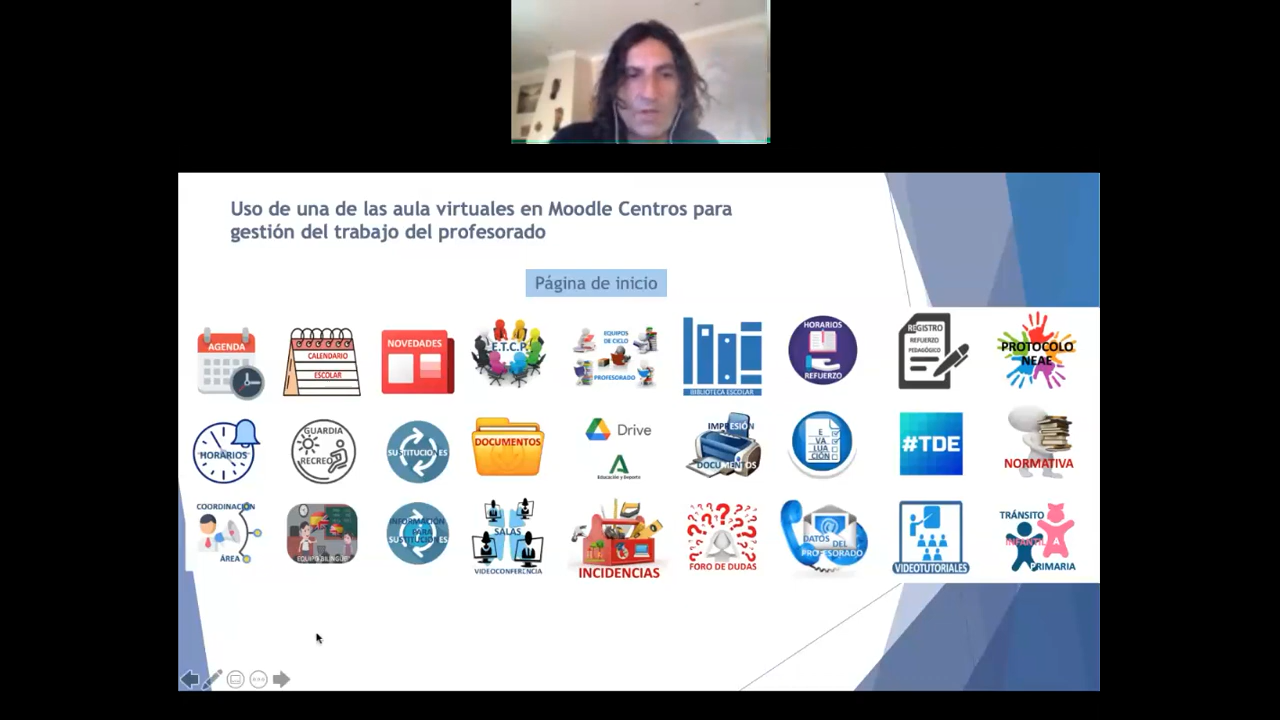 Uso de una de las aula virtuales en Moodle Centros para
gestión del trabajo del profesorado
Página de inicio
AGENDA
CALENDARIO
ESCOLAR
NOVEDADES
E.T.C.P.
EQUIPOS
DE CICLO
PROFESORADO
BIBLIOTECA ESCOLAR
HORARIOS
REFUERZO
REGISTRO
REFUERZO
PEDAGÓGICO
PROTOCOLO
NEAE
HORARIOS
GUARDIA
RECREO
SUSTITUCIONES
DOCUMENTOS
Drive
Educación y Deporte
IMPRESIÓN
DOCUMENTOS
E
VA
LUA
CIÓN
#TDE
NORMATIVA
COORDINACIÓN
ÁREA
EQUIPO BILINGÜE
INFORMACIÓN
PARA
SUSTITUCIONES
SALAS
VIDEOCONFERENCIA
INCIDENCIAS
FORO DE DUDAS
DATOS
DEL
PROFESORADO
VIDEOTUTORIALES
TRÁNSITO
INFANTIL
PRIMARIA